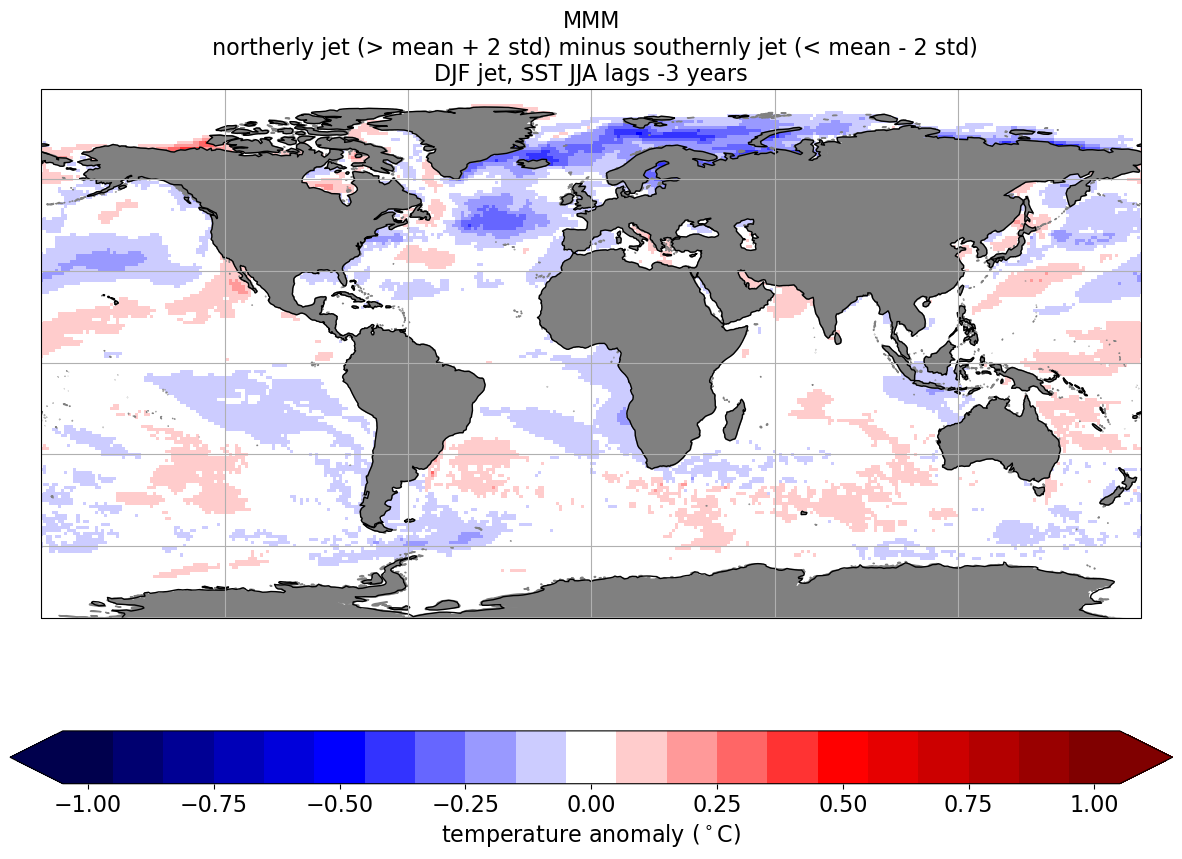 MMM
northerly jet (> mean + 2 std) minus southernly jet (< mean - 2 std)
DJF jet, SST JJA lags -3 years
−1.00 −0.75 −0.50 −0.25 0.00 0.25 0.50 0.75 1.00
temperature anomaly (°C)